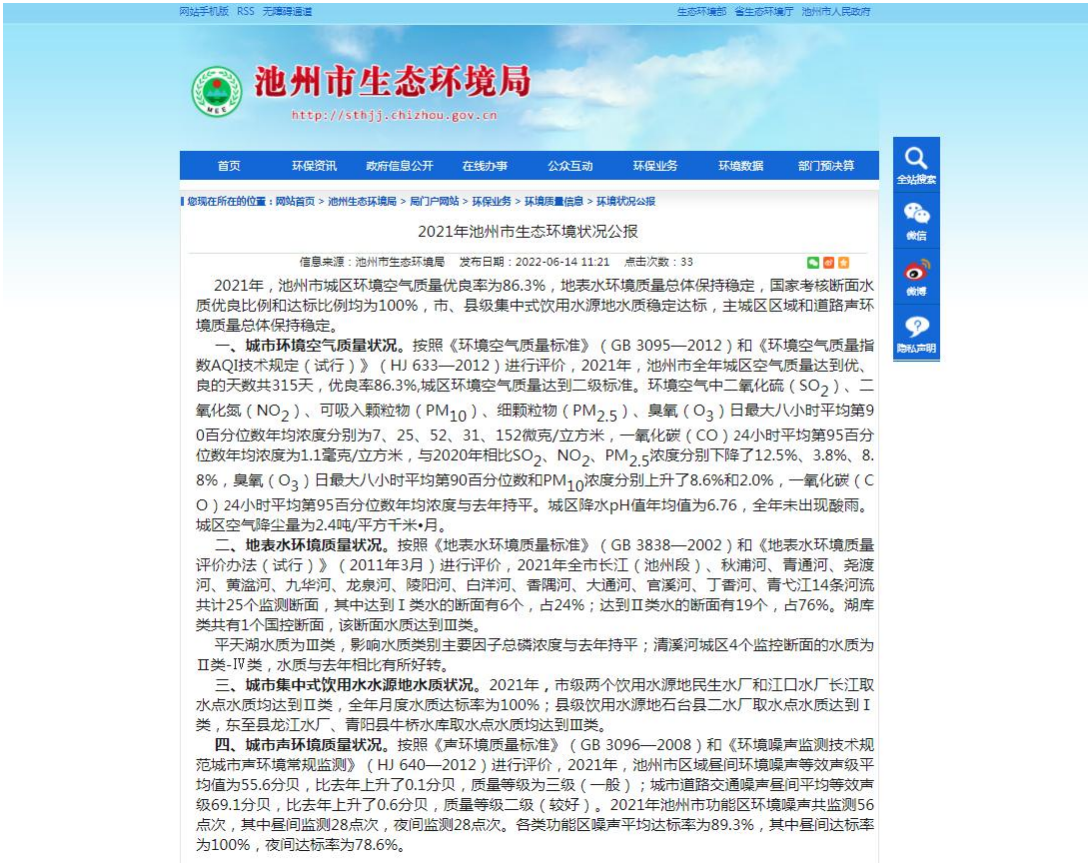 网站手机版 RSS 无障碍通道
生态环境部 省生态环境厅 池州市人民政府
池州市生态环境局
MEE
http://sthjj.chizhou.gov.cn
首页 环保资讯 政府信息公开 在线办事 公众互动 环保业务 环境数据 部门预决算
全站搜索
微信
微博
隐私声明
您现在所在的位置：网站首页 > 池州生态环境局 > 局门户网站 > 环保业务 > 环境质量信息 > 环境状况公报
2021年池州市生态环境状况公报
信息来源：池州市生态环境局 发布日期：2022-06-14 11:21 点击次数：33
2021年，池州市城区环境空气质量优良率为86.3%，地表水环境质量总体保持稳定，国家考核断面水
质优良比例和达标比例均为100%，市、县级集中式饮用水源地水质稳定达标，主城区区域和道路声环
境质量总体保持稳定。
一、城市环境空气质量状况。按照《环境空气质量标准》（GB 3095—2012）和《环境空气质量指
数AQI技术规定（试行）》（HJ 633—2012）进行评价，2021年，池州市全年城区空气质量达到优、
良的天数共315天，优良率86.3%,城区环境空气质量达到二级标准。环境空气中二氧化硫（SO2）、二
氧化氮（NO2）、可吸入颗粒物（PM10）、细颗粒物（PM2.5）、臭氧（O3）日最大八小时平均第9
0百分位数年均浓度分别为7、25、52、31、152微克/立方米，一氧化碳（CO）24小时平均第95百分
位数年均浓度为1.1毫克/立方米，与2020年相比SO2、NO2、PM2.5浓度分别下降了12.5%、3.8%、8.
8%，臭氧（O3）日最大八小时平均第90百分位数和PM10浓度分别上升了8.6%和2.0%，一氧化碳（C
O）24小时平均第95百分位数年均浓度与去年持平。城区降水pH值年均值为6.76，全年未出现酸雨。
城区空气降尘量为2.4吨/平方千米•月。
二、地表水环境质量状况。按照《地表水环境质量标准》（GB 3838—2002）和《地表水环境质量
评价办法（试行）》（2011年3月）进行评价，2021年全市长江（池州段）、秋浦河、青通河、尧渡
河、黄湓河、九华河、龙泉河、陵阳河、白洋河、香隅河、大通河、官溪河、丁香河、青弋江14条河流
共计25个监测断面，其中达到Ⅰ类水的断面有6个，占24%；达到Ⅱ类水的断面有19个，占76%。湖库
类共有1个国控断面，该断面水质达到Ⅲ类。
平天湖水质为Ⅲ类，影响水质类别主要因子总磷浓度与去年持平；清溪河城区4个监控断面的水质为
Ⅱ类-Ⅳ类，水质与去年相比有所好转。
三、城市集中式饮用水水源地水质状况。2021年，市级两个饮用水源地民生水厂和江口水厂长江取
水点水质均达到Ⅱ类，全年月度水质达标率为100%；县级饮用水源地石台县二水厂取水点水质达到Ⅰ
类，东至县龙江水厂、青阳县牛桥水库取水点水质均达到Ⅲ类。
四、城市声环境质量状况。按照《声环境质量标准》（GB 3096—2008）和《环境噪声监测技术规
范城市声环境常规监测》（HJ 640—2012）进行评价，2021年，池州市区域昼间环境噪声等效声级平
均值为55.6分贝，比去年上升了0.1分贝，质量等级为三级（一般）；城市道路交通噪声昼间平均等效声
级69.1分贝，比去年上升了0.6分贝，质量等级二级（较好）。2021年池州市功能区环境噪声共监测56
点次，其中昼间监测28点次，夜间监测28点次。各类功能区噪声平均达标率为89.3%，其中昼间达标率
为100%，夜间达标率为78.6%。